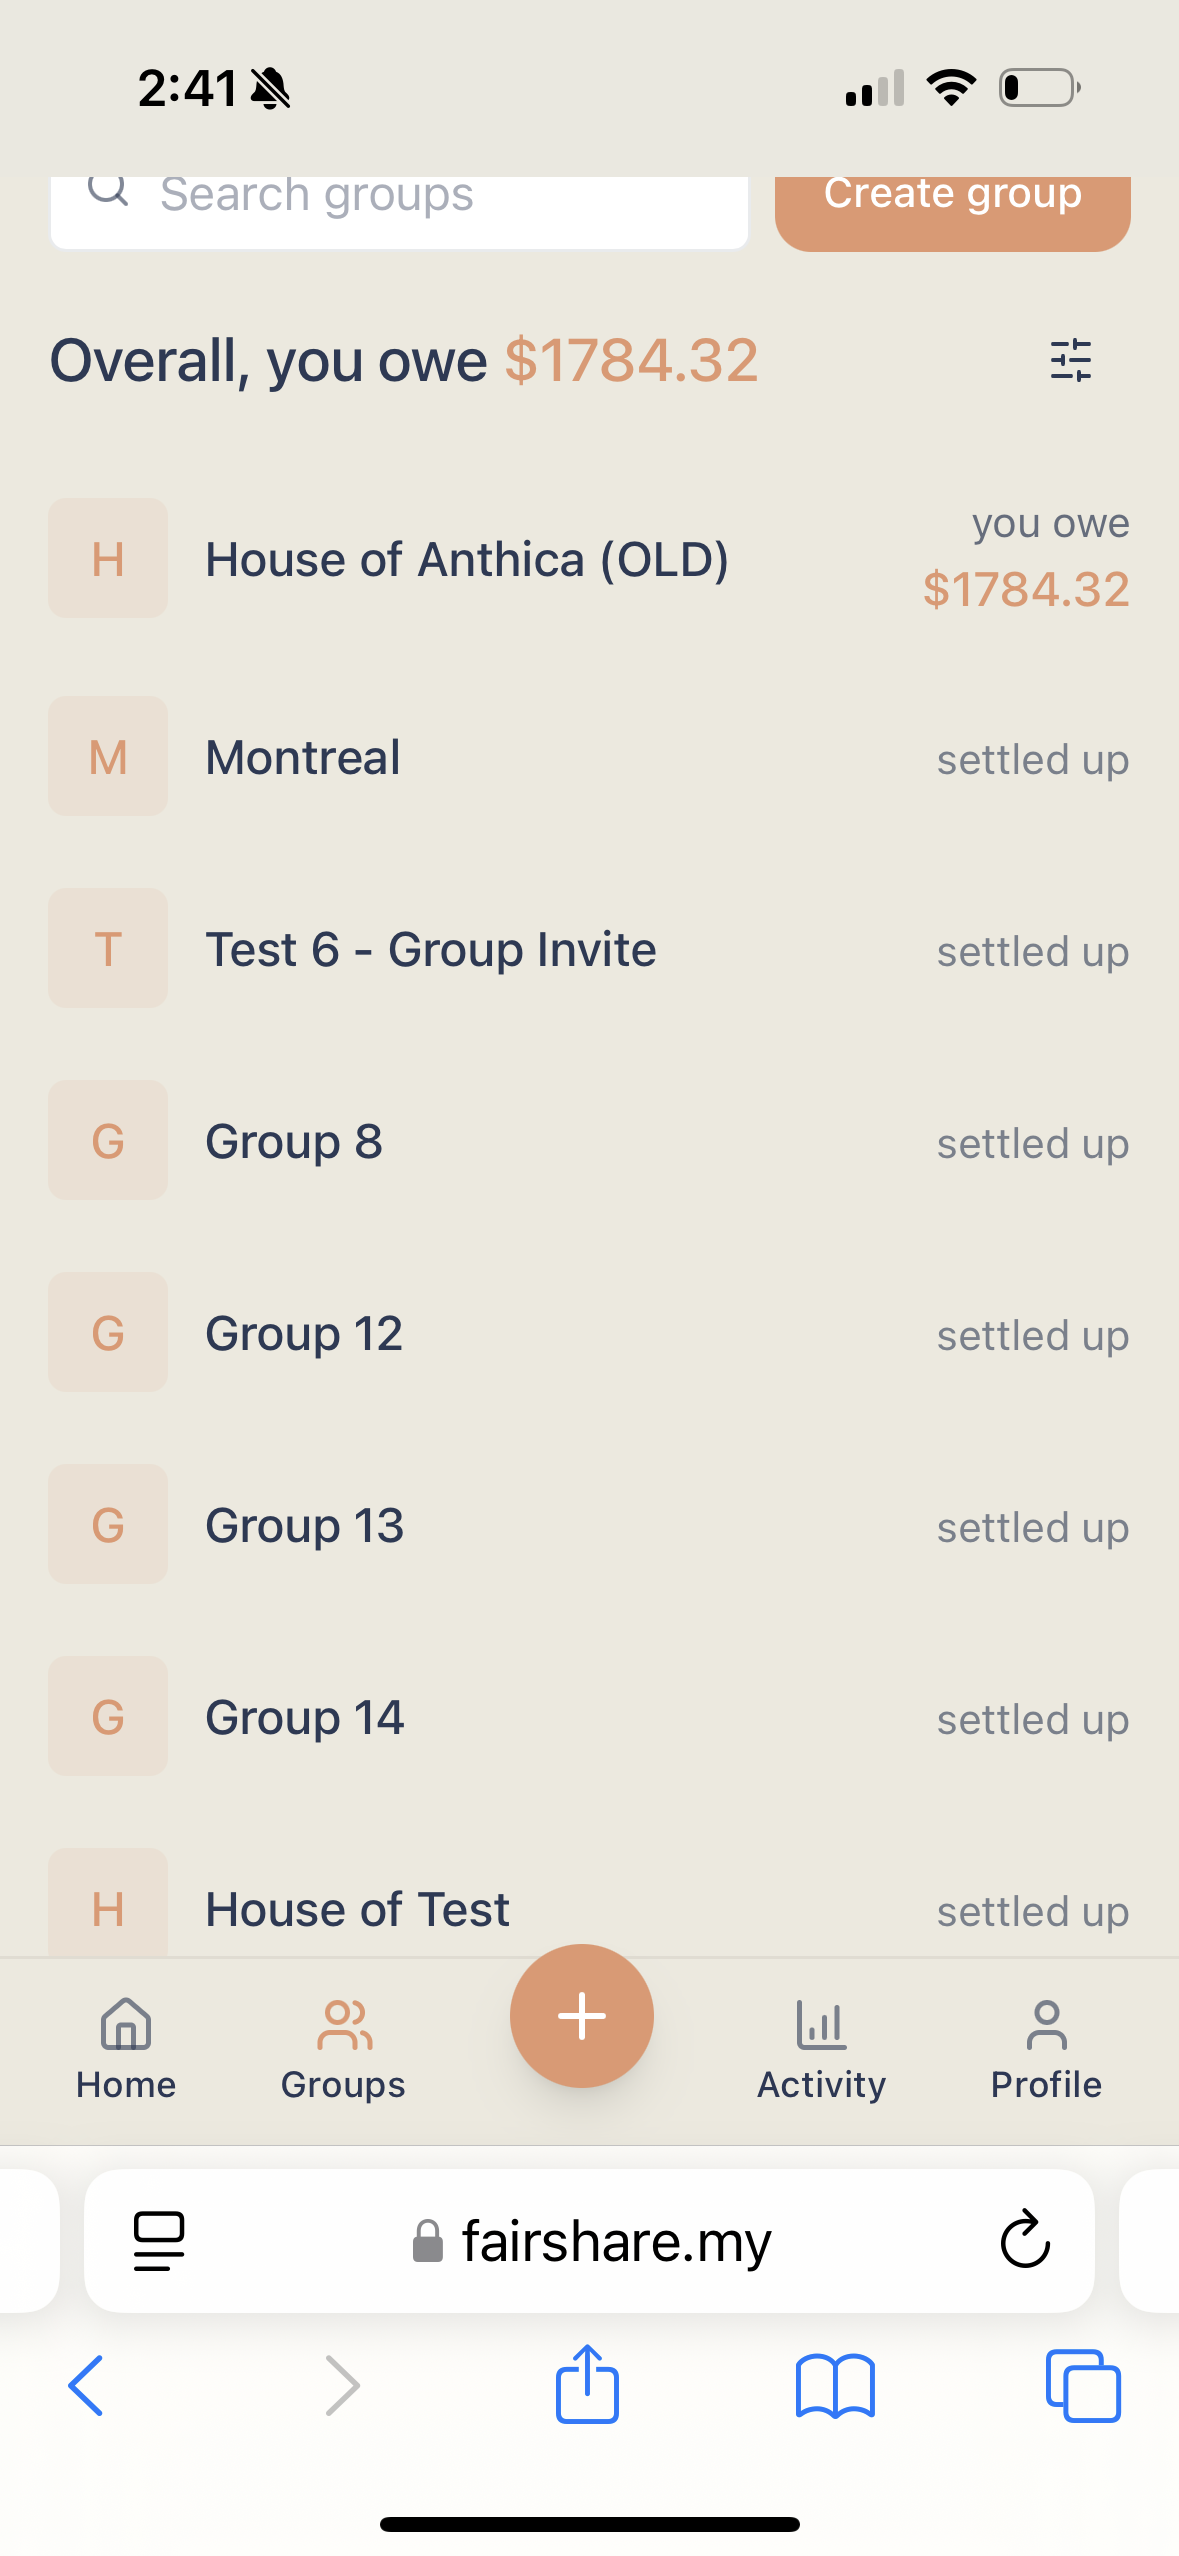 2:41
Search groups
Create group
Overall, you owe $1784.32
H
House of Anthica (OLD)
you owe
$1784.32
M
Montreal
settled up
T
Test 6 - Group Invite
settled up
G
Group 8
settled up
G
Group 12
settled up
G
Group 13
settled up
G
Group 14
settled up
H
House of Test
settled up
Home
Groups
Activity
Profile
fairshare.my